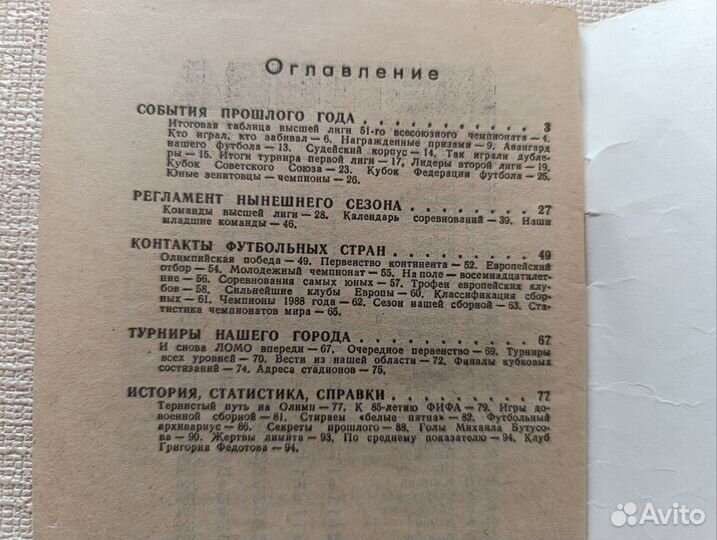 Оглавление
СОБЫТИЯ ПРОШЛОГО ГОДА . . . . . . . . . . . 3
Итоговая таблица высшей лиги 51-го всесоюзного чемпионата — 4.
Кто играл, кто забивал — 6. Награжденные призами — 9. Авангард
нашего футбола — 13. Судейский корпус — 14. Так играли дубле-
ры — 15. Итоги турнира первой лиги — 17. Лидеры второй лиги — 19.
Кубок Советского Союза — 23. Кубок Федерации футбола — 25.
Юные зенитовцы — чемпионы — 26.
РЕГЛАМЕНТ НЫНЕШНЕГО СЕЗОНА . . . . . . . . 27
Команды высшей лиги — 28. Календарь соревнований — 39. Наши
младшие команды — 46.
КОНТАКТЫ ФУТБОЛЬНЫХ СТРАН . . . . . . . . . 49
Олимпийская победа — 49. Первенство континента — 52. Европейский
отбор — 54. Молодежный чемпионат — 55. На поле — восемнадцатилет-
ние — 56. Соревнования самых юных — 57. Трофеи европейских клу-
бов — 58. Сильнейшие клубы Европы — 60. Классификация сбор-
ных — 61. Чемпионы 1988 года — 62. Сезон нашей сборной — 63. Ста-
тистика чемпионатов мира — 65.
ТУРНИРЫ НАШЕГО ГОРОДА . . . . . . . . . . . 67
И снова ЛОМО впереди — 67. Очередное первенство — 69. Турниры
всех уровней — 70. Вести из нашей области — 72. Финалы кубковых
состязаний — 74. Адреса стадионов — 75.
ИСТОРИЯ, СТАТИСТИКА, СПРАВКИ . . . . . . . . 77
Тернистый путь на Олимп — 77. К 85-летию ФИФА — 79. Игры до-
военной сборной — 81. Стираем «белые пятна» — 82. Футбольный
архивариус — 86. Секреты прошлого — 88. Голы Михаила Бутусо-
ва — 90. Жертвы лимита — 93, По среднему показателю — 94. Клуб
Григория Федотова — 94.
Avito